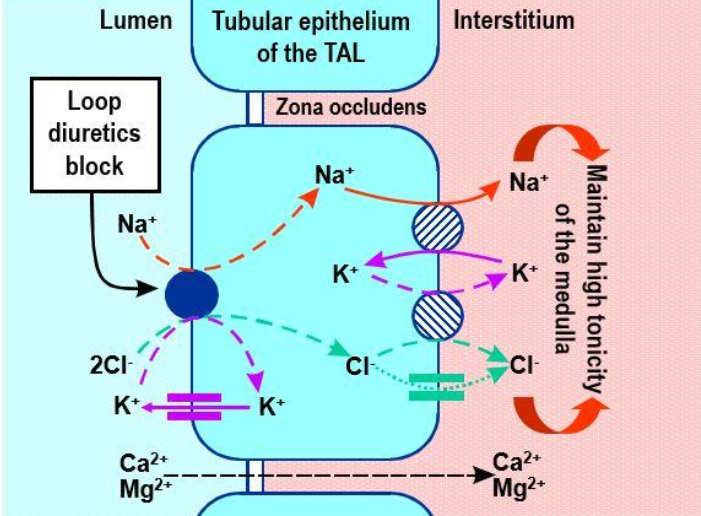 Lumen
Tubular epithelium
of the TAL
Interstitium
Loop
diuretics
block
Zona occludens
Na⁺
Na⁺
Na⁺
K⁺
K⁺
2Cl⁻
Cl⁻
Cl⁻
K⁺
K⁺
Maintain high tonicity
of the medulla
Ca²⁺
Mg²⁺
Ca²⁺
Mg²⁺